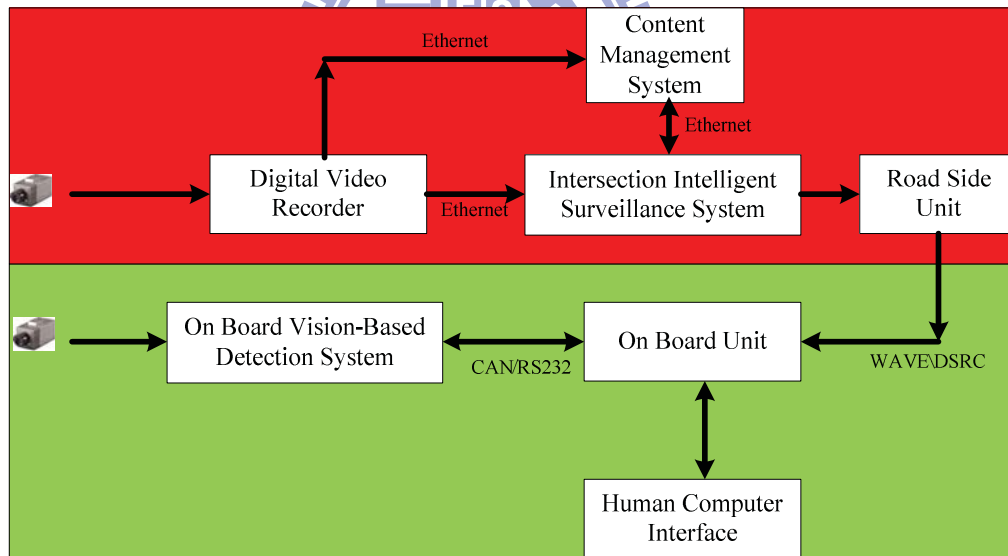 Ethernet
Content
Management
System
Ethernet
Digital Video
Recorder
Ethernet
Intersection Intelligent
Surveillance System
Road Side
Unit
On Board Vision-Based
Detection System
CAN/RS232
On Board Unit
WAVE\DSRC
Human Computer
Interface